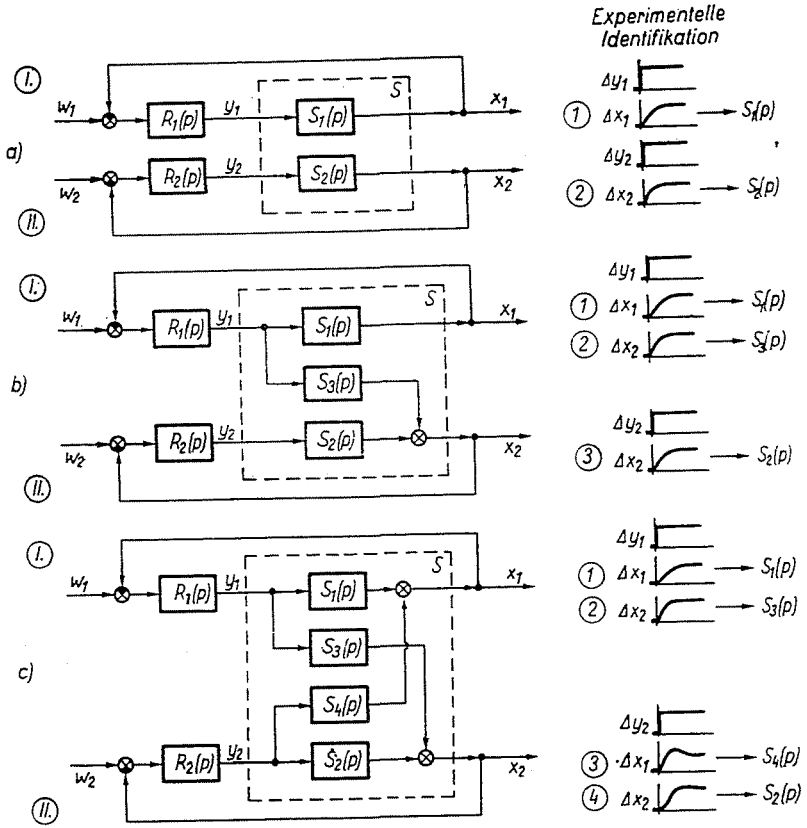 Experimentelle
Identifikation
a)
I.
S
w₁
R₁(p)
y₁
S₁(p)
x₁
w₂
R₂(p)
y₂
S₂(p)
x₂
II.
Δy₁
① Δx₁ → S₁(p)
Δy₂
② Δx₂ → S₂(p)
b)
I.
S
w₁
R₁(p)
y₁
S₁(p)
x₁
S₃(p)
w₂
R₂(p)
y₂
S₂(p)
x₂
II.
Δy₁
① Δx₁ → S₁(p)
② Δx₂ → S₃(p)
Δy₂
③ Δx₂ → S₂(p)
c)
I.
S
w₁
R₁(p)
y₁
S₁(p)
x₁
S₃(p)
S₄(p)
w₂
R₂(p)
y₂
S₂(p)
x₂
II.
Δy₁
① Δx₁ → S₁(p)
② Δx₂ → S₃(p)
Δy₂
③ Δx₁ → S₄(p)
④ Δx₂ → S₂(p)